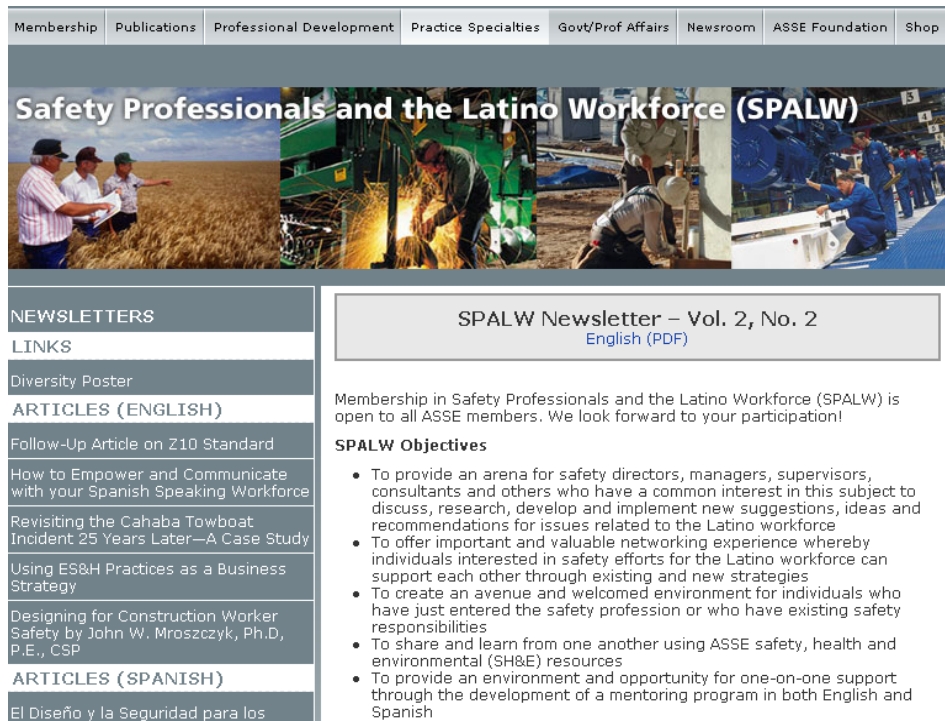 Membership Publications Professional Development Practice Specialties Govt/Prof Affairs Newsroom ASSE Foundation Shop
Safety Professionals and the Latino Workforce (SPALW)
NEWSLETTERS
LINKS
Diversity Poster
ARTICLES (ENGLISH)
Follow-Up Article on Z10 Standard
How to Empower and Communicate
with your Spanish Speaking Workforce
Revisiting the Cahaba Towboat
Incident 25 Years Later—A Case Study
Using ES&H Practices as a Business
Strategy
Designing for Construction Worker
Safety by John W. Mroszczyk, Ph.D,
P.E., CSP
ARTICLES (SPANISH)
El Diseño y la Seguridad para los
SPALW Newsletter – Vol. 2, No. 2
English (PDF)
Membership in Safety Professionals and the Latino Workforce (SPALW) is
open to all ASSE members. We look forward to your participation!
SPALW Objectives
• To provide an arena for safety directors, managers, supervisors,
consultants and others who have a common interest in this subject to
discuss, research, develop and implement new suggestions, ideas and
recommendations for issues related to the Latino workforce
• To offer important and valuable networking experience whereby
individuals interested in safety efforts for the Latino workforce can
support each other through existing and new strategies
• To create an avenue and welcomed environment for individuals who
have just entered the safety profession or who have existing safety
responsibilities
• To share and learn from one another using ASSE safety, health and
environmental (SH&E) resources
• To provide an environment and opportunity for one-on-one support
through the development of a mentoring program in both English and
Spanish